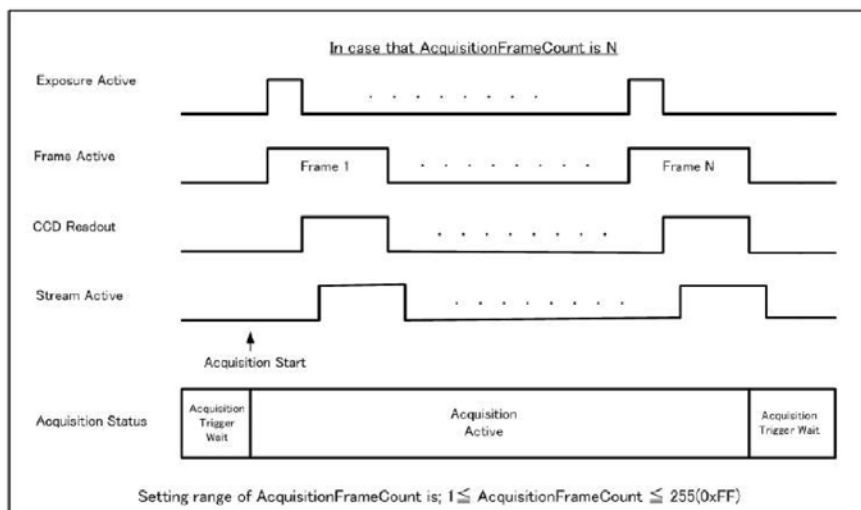 In case that AcquisitionFrameCount is N
Exposure Active
Frame Active
Frame 1
Frame N
CCD Readout
Stream Active
Acquisition Start
Acquisition Status
Acquisition
Trigger
Wait
Acquisition
Active
Acquisition
Trigger Wait
Setting range of AcquisitionFrameCount is; 1≦ AcquisitionFrameCount ≦ 255(0xFF)